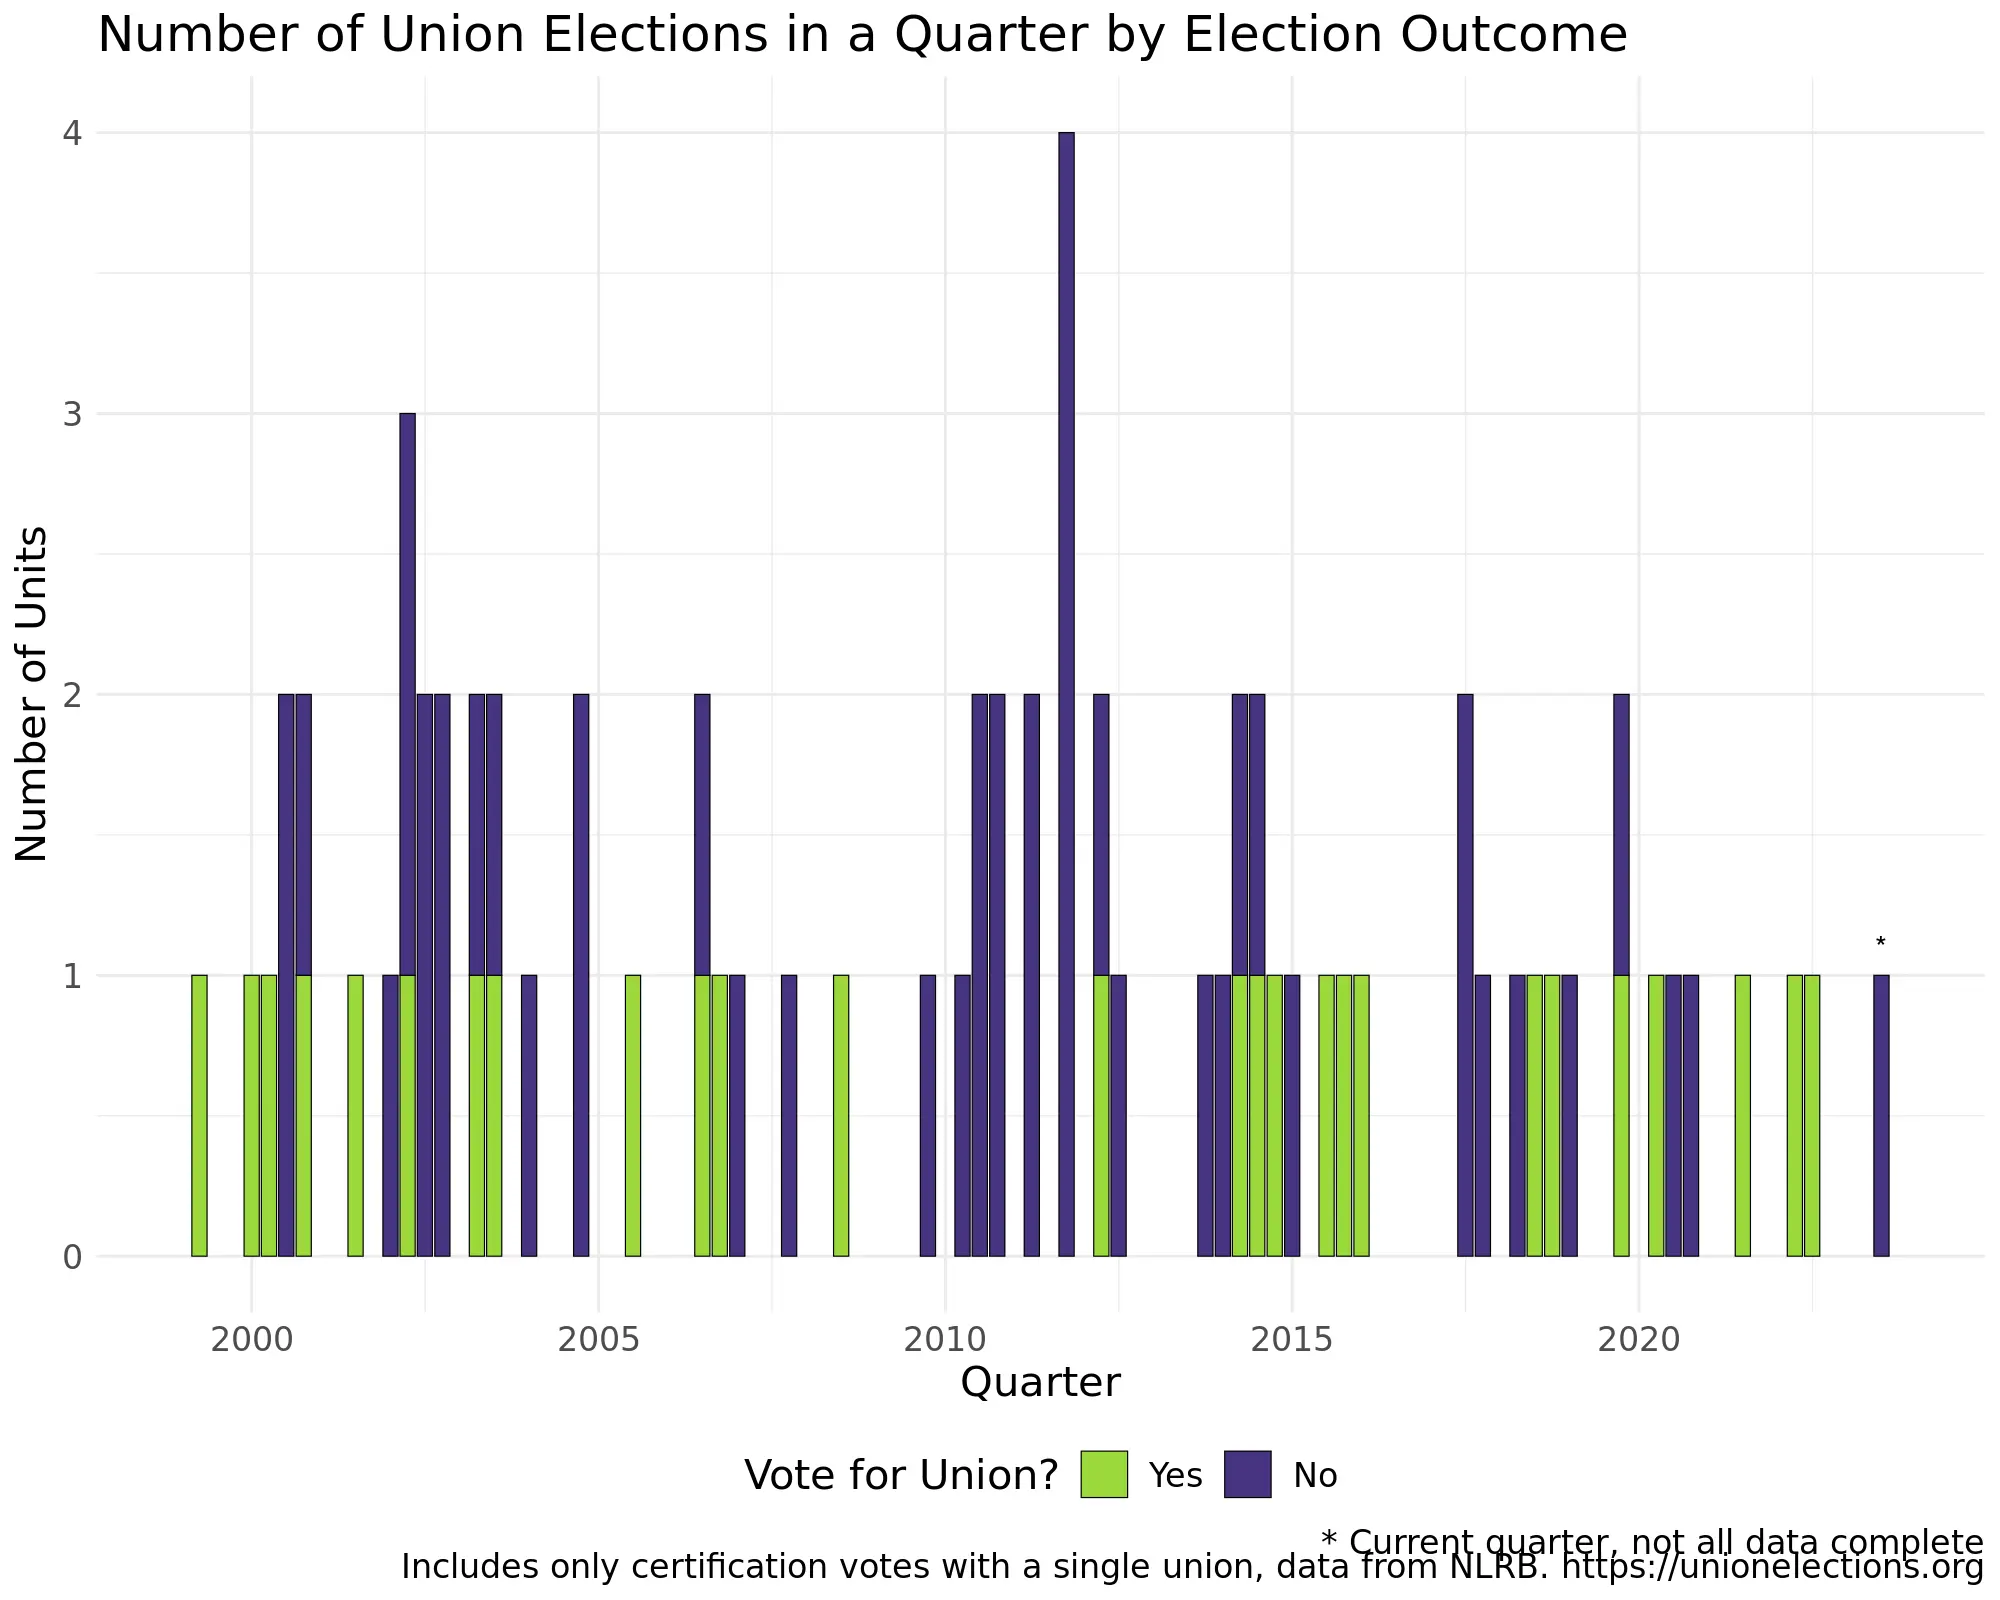 Number of Union Elections in a Quarter by Election Outcome
4
3
2
1
0
Number of Units
*
2000 2005 2010 2015 2020
Quarter
Vote for Union? Yes No
* Current quarter, not all data complete
Includes only certification votes with a single union, data from NLRB. https://unionelections.org